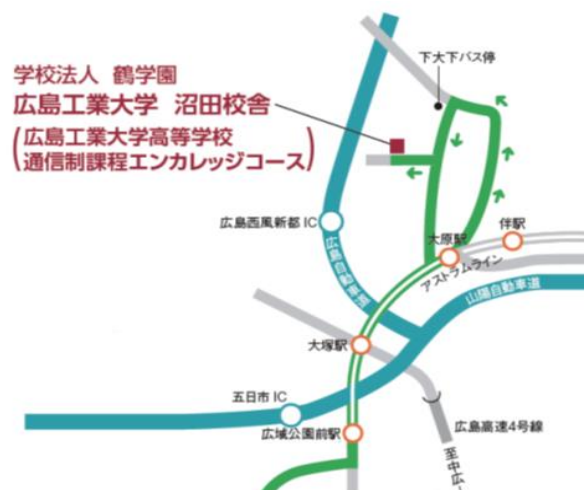 学校法人 鶴学園
広島工業大学 沼田校舎
(広島工業大学高等学校
通信制課程エンカレッジコース)
下大下バス停
広島西風新都IC
大原駅
伴駅
アストラムライン
広島自動車道
山陽自動車道
大塚駅
五日市IC
広域公園前駅
広島高速4号線
至中広